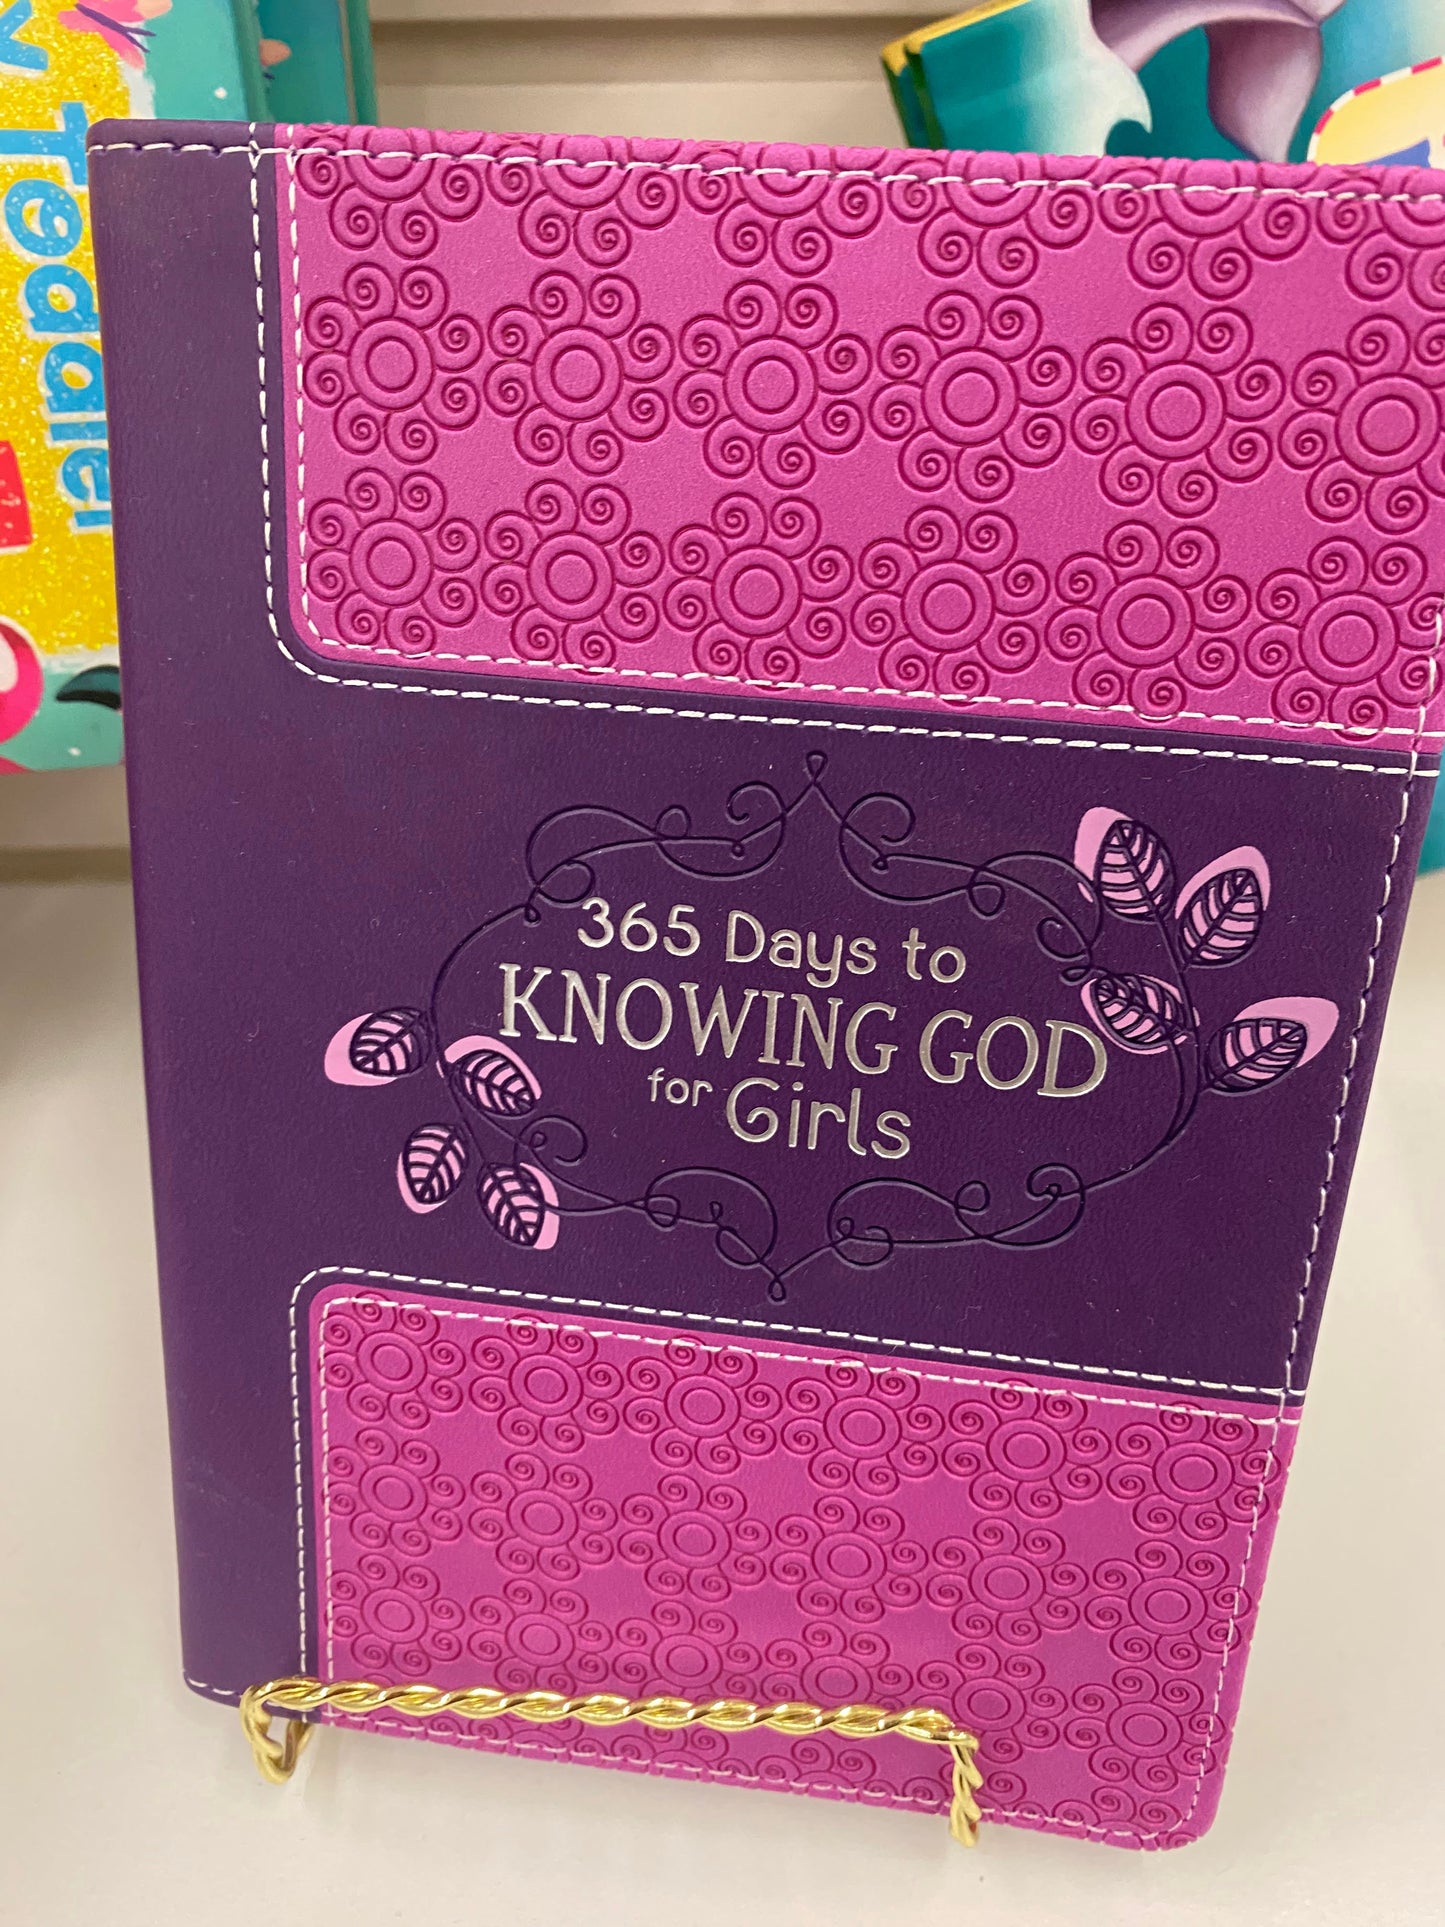 365 Days to
KNOWING GOD
for Girls